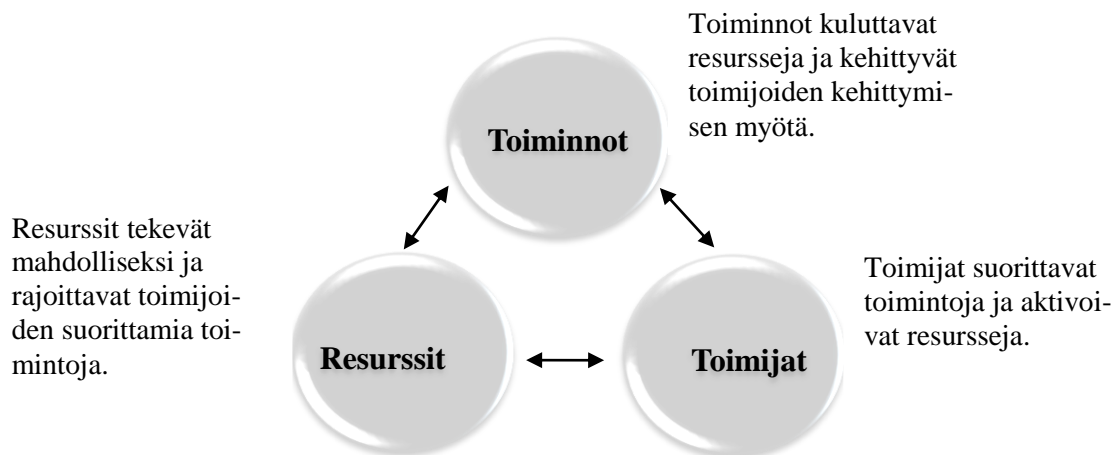 Toiminnot kuluttavat
resursseja ja kehittyvät
toimijoiden kehittymi-
sen myötä.
Toiminnot
Resurssit tekevät
mahdolliseksi ja
rajoittavat toimijoi-
den suorittamia toi-
mintoja.
Resurssit
Toimijat
Toimijat suorittavat
toimintoja ja aktivoi-
vat resursseja.